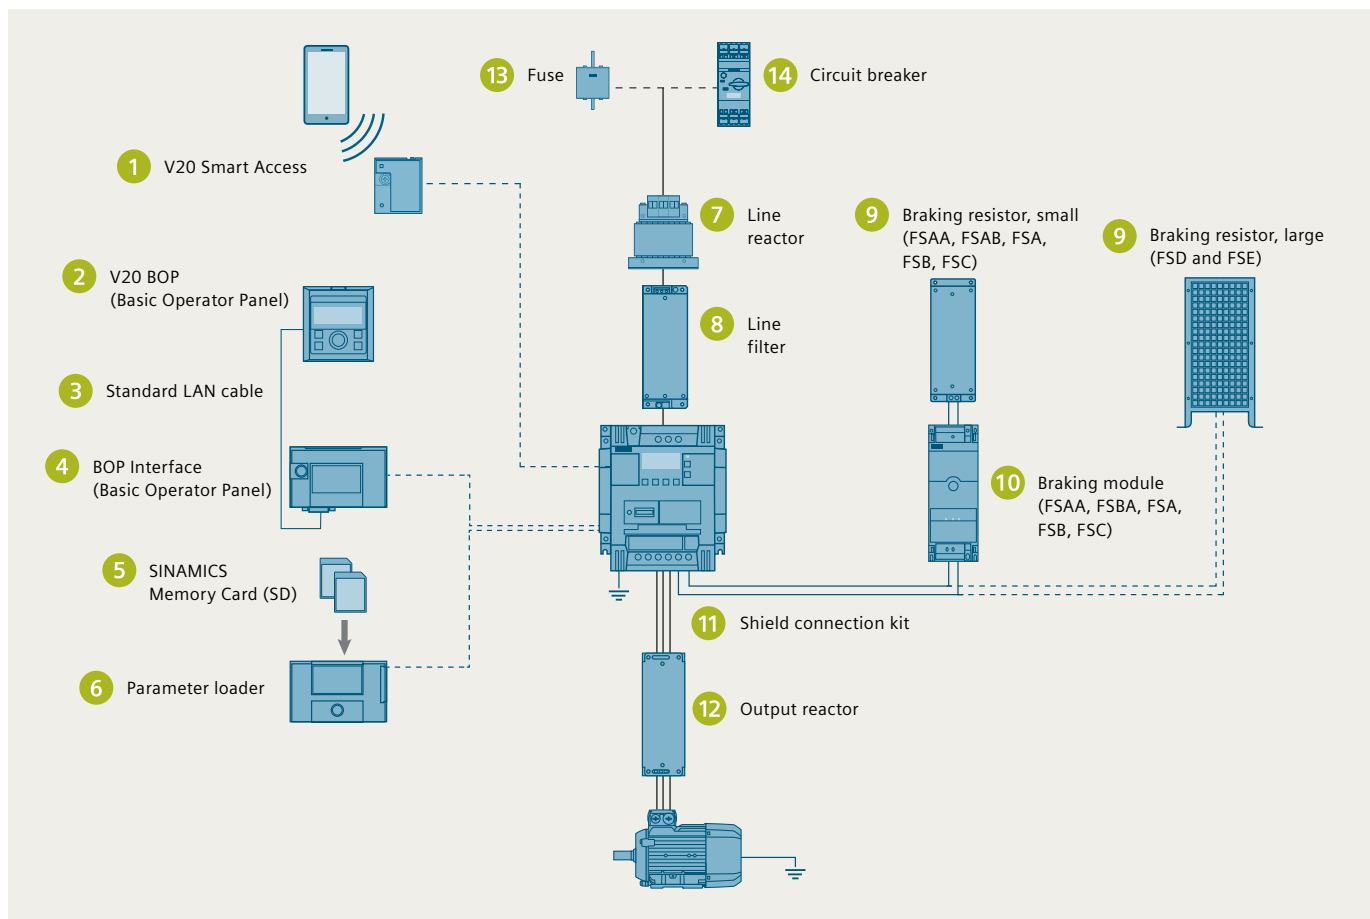 13 Fuse
14 Circuit breaker
1 V20 Smart Access
7 Line
reactor
9 Braking resistor, small
(FSAA, FSAB, FSA,
FSB, FSC)
9 Braking resistor, large
(FSD and FSE)
2 V20 BOP
(Basic Operator Panel)
8 Line
filter
3 Standard LAN cable
4 BOP Interface
(Basic Operator Panel)
10 Braking module
(FSAA, FSBA, FSA,
FSB, FSC)
5 SINAMICS
Memory Card (SD)
11 Shield connection kit
6 Parameter loader
12 Output reactor